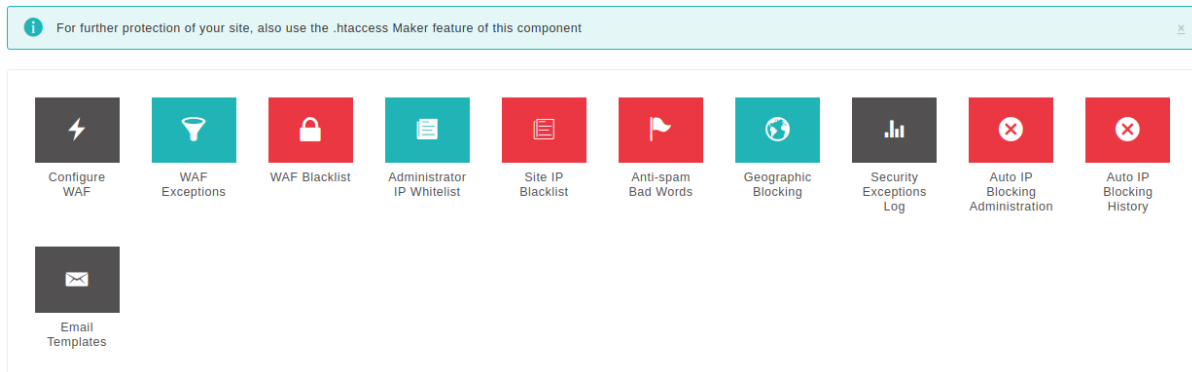 For further protection of your site, also use the .htaccess Maker feature of this component
×
Configure
WAF
WAF
Exceptions
WAF Blacklist
Administrator
IP Whitelist
Site IP
Blacklist
Anti-spam
Bad Words
Geographic
Blocking
Security
Exceptions
Log
Auto IP
Blocking
Administration
Auto IP
Blocking
History
Email
Templates